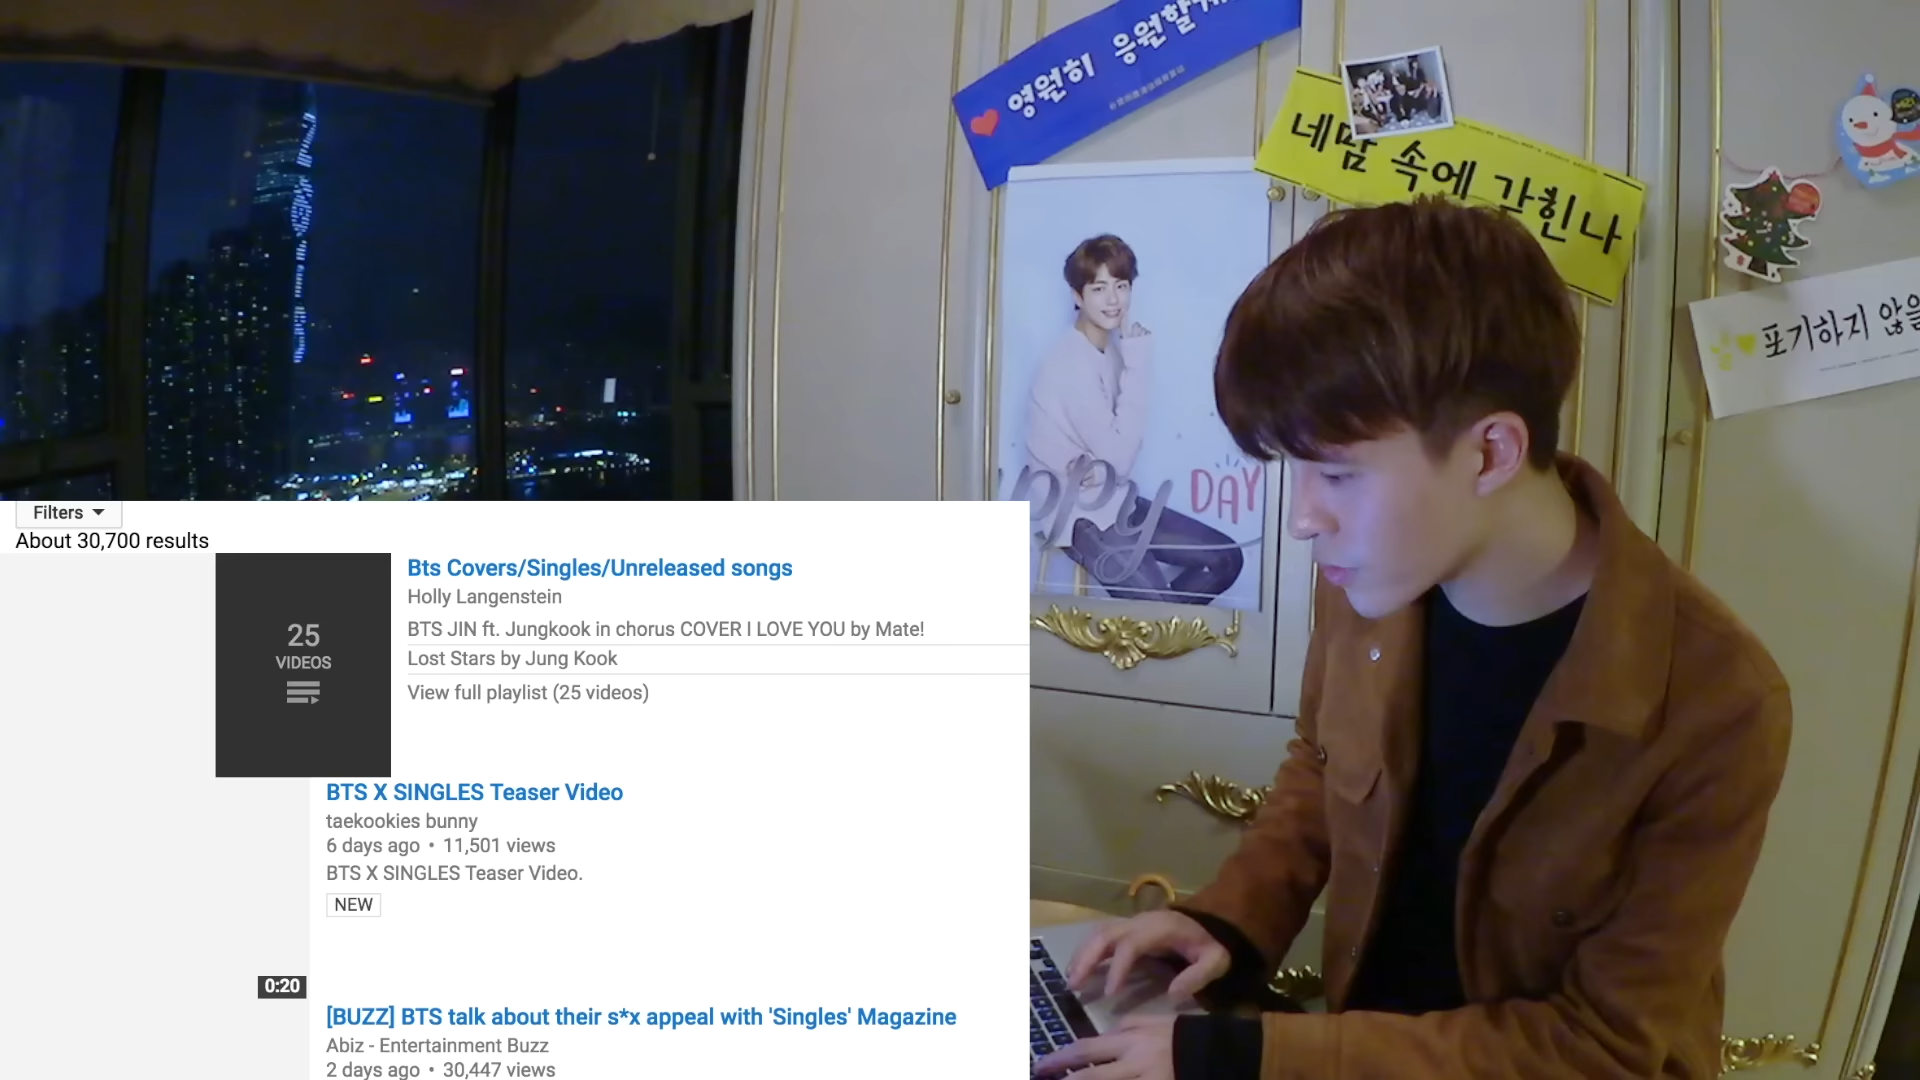 영원히 응원할게
네맘 속에 갇힌 나
포기하지 않을
ppy
DAY
Filters
About 30,700 results
25
VIDEOS
Bts Covers/Singles/Unreleased songs
Holly Langenstein
BTS JIN ft. Jungkook in chorus COVER I LOVE YOU by Mate!
Lost Stars by Jung Kook
View full playlist (25 videos)
BTS X SINGLES Teaser Video
taekookies bunny
6 days ago • 11,501 views
BTS X SINGLES Teaser Video.
NEW
0:20
[BUZZ] BTS talk about their s*x appeal with 'Singles' Magazine
Abiz - Entertainment Buzz
2 days ago • 30,447 views